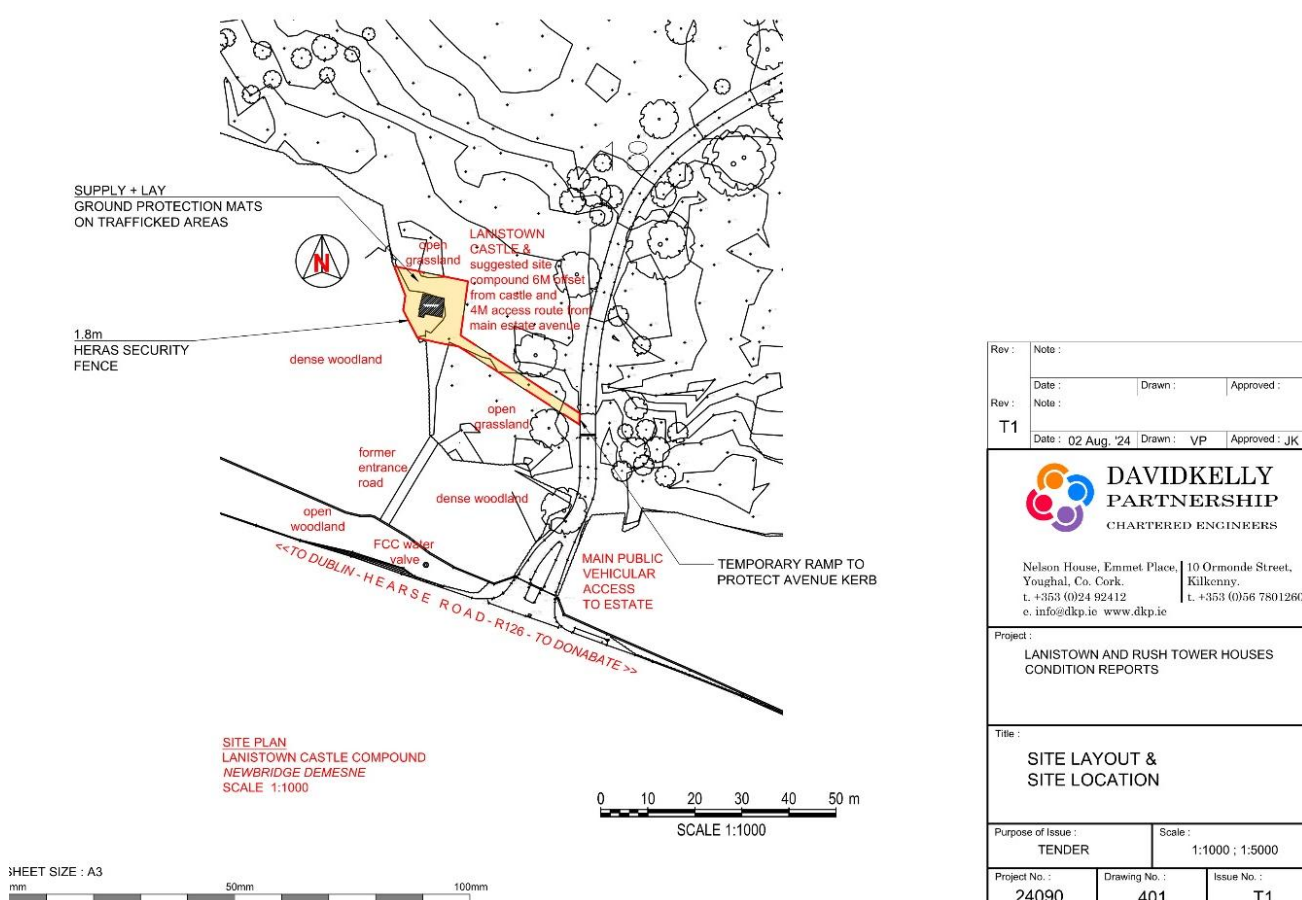 SUPPLY + LAY
GROUND PROTECTION MATS
ON TRAFFICKED AREAS
N
18
open
grassland
LANISTOWN
CASTLE &
suggested site
compound 6M offset
from castle and
4M access route from
main estate avenue
1.8m
HERAS SECURITY
FENCE
dense woodland
open
grassland
former
entrance
road
dense woodland
open
woodland
FCC water
valve
<<TO DUBLIN - HEARSE ROAD - R126 - TO DONABATE >>
MAIN PUBLIC
VEHICULAR
ACCESS
TO ESTATE
TEMPORARY RAMP TO
PROTECT AVENUE KERB
SITE PLAN
LANISTOWN CASTLE COMPOUND
NEWBRIDGE DEMESNE
SCALE 1:1000
0 10 20 30 40 50 m
SCALE 1:1000
SHEET SIZE : A3
mm 50mm 100mm
Rev : Note :
Date : Drawn : Approved :
Rev : Note :
T1
Date : 02 Aug. '24 Drawn : VP Approved : JK
DAVIDKELLY
PARTNERSHIP
CHARTERED ENGINEERS
Nelson House, Emmet Place, 10 Ormonde Street,
Youghal, Co. Cork. Kilkenny.
t. +353 (0)24 92412 t. +353 (0)56 7801260
e. info@dkp.ie www.dkp.ie
Project :
LANISTOWN AND RUSH TOWER HOUSES
CONDITION REPORTS
Title :
SITE LAYOUT &
SITE LOCATION
Purpose of Issue : Scale :
TENDER 1:1000 ; 1:5000
Project No. : Drawing No. : Issue No. :
24090 401 T1